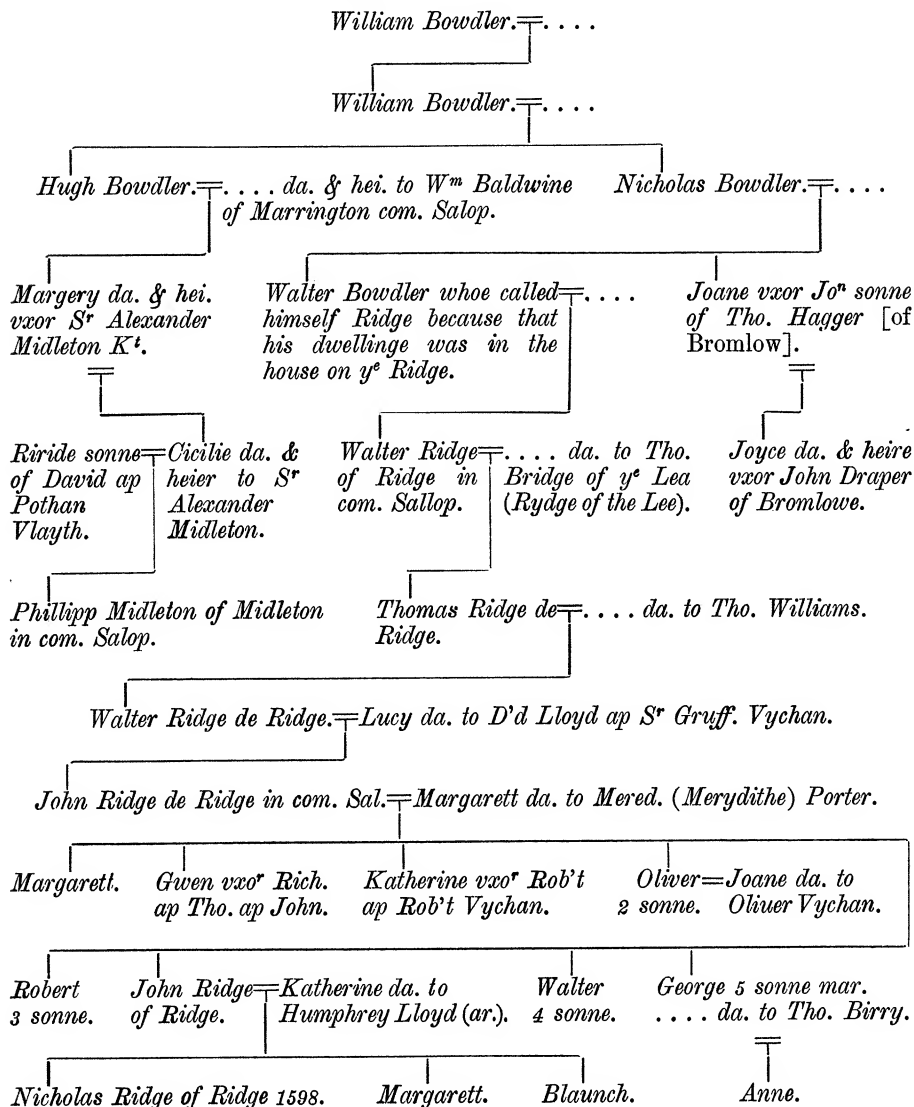 William Bowdler.╤. . . .
William Bowdler.╤. . . .
Hugh Bowdler.╤. . . . da. & hei. to Wᵐ Baldwine
of Marrington com. Salop.
Nicholas Bowdler.╤. . . .
Margery da. & hei.
vxor Sʳ Alexander
Midleton Kᵗ.
Walter Bowdler whoe called╤. . . .
himself Ridge because that
his dwellinge was in the
house on yᵉ Ridge.
Joane vxor Joⁿ sonne
of Tho. Hagger [of
Bromlow].
Riride sonne╤Cicilie da. &
of David ap heier to Sʳ
Pothan Alexander
Vlayth. Midleton.
Walter Ridge╤. . . . da. to Tho.
of Ridge in Bridge of yᵉ Lea
com. Sallop. (Rydge of the Lee).
Joyce da. & heire
vxor John Draper
of Bromlowe.
Phillipp Midleton of Midleton
in com. Salop.
Thomas Ridge de╤. . . . da. to Tho. Williams.
Ridge.
Walter Ridge de Ridge.╤Lucy da. to D'd Lloyd ap Sʳ Gruff. Vychan.
John Ridge de Ridge in com. Sal.╤Margarett da. to Mered. (Merydithe) Porter.
Margarett.
Gwen vxoʳ Rich.
ap Tho. ap John.
Katherine vxoʳ Rob't
ap Rob't Vychan.
Oliver=Joane da. to
2 sonne. Oliuer Vychan.
Robert
3 sonne.
John Ridge╤Katherine da. to
of Ridge. Humphrey Lloyd (ar.).
Walter
4 sonne.
George 5 sonne mar.
. . . . da. to Tho. Birry.
Nicholas Ridge of Ridge 1598.
Margarett.
Blaunch.
Anne.